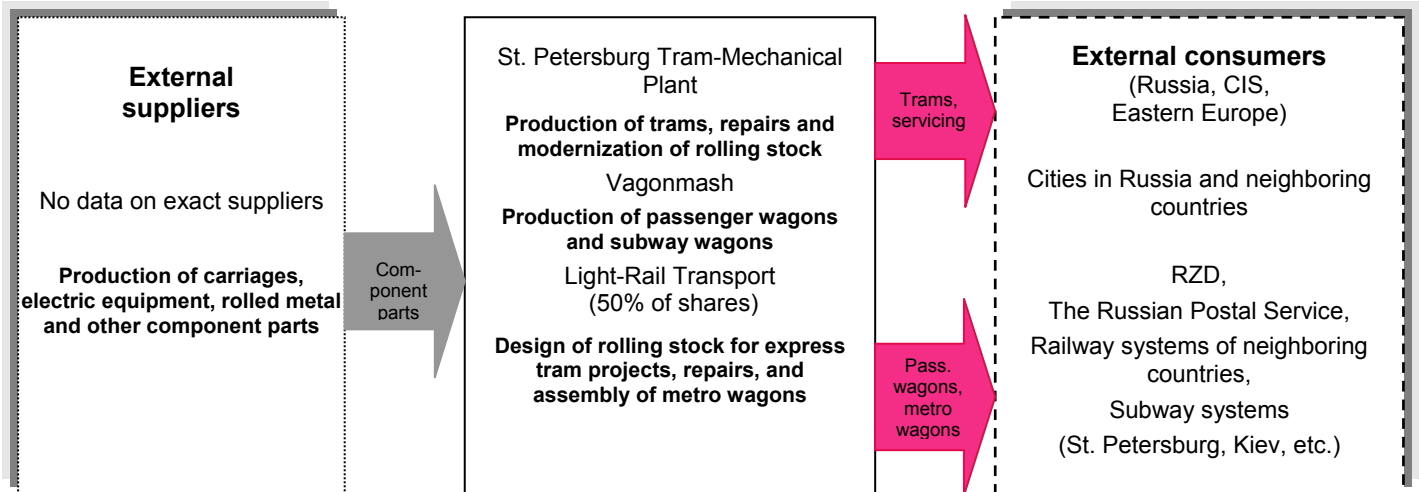 External
suppliers
No data on exact suppliers
Production of carriages,
electric equipment, rolled metal
and other component parts
Com-
ponent
parts
St. Petersburg Tram-Mechanical
Plant
Production of trams, repairs and
modernization of rolling stock
Vagonmash
Production of passenger wagons
and subway wagons
Light-Rail Transport
(50% of shares)
Design of rolling stock for express
tram projects, repairs, and
assembly of metro wagons
Trams,
servicing
Pass.
wagons,
metro
wagons
External consumers
(Russia, CIS,
Eastern Europe)
Cities in Russia and neighboring
countries
RZD,
The Russian Postal Service,
Railway systems of neighboring
countries,
Subway systems
(St. Petersburg, Kiev, etc.)